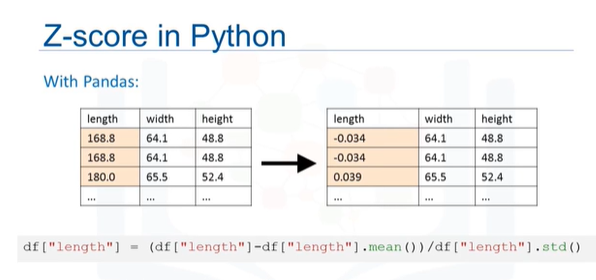 Z-score in Python
With Pandas:
length width height
168.8 64.1 48.8
168.8 64.1 48.8
180.0 65.5 52.4
... ... ...
length width height
-0.034 64.1 48.8
-0.034 64.1 48.8
0.039 65.5 52.4
... ... ...
df["length"] = (df["length"]-df["length"].mean())/df["length"].std()